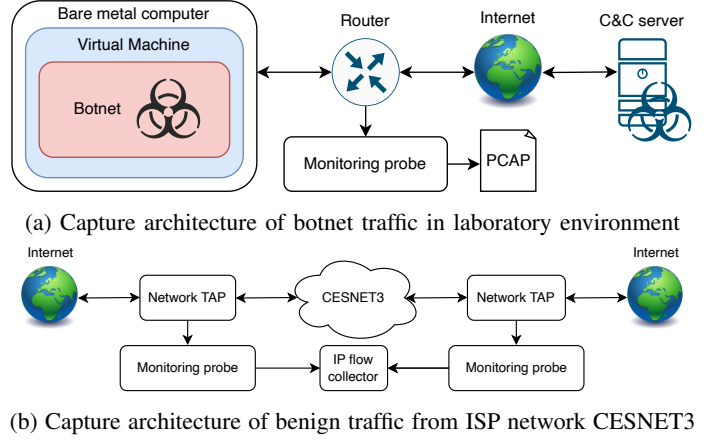 Bare metal computer
Virtual Machine
Botnet
Router
Internet
C&C server
Monitoring probe
PCAP
(a) Capture architecture of botnet traffic in laboratory environment
Internet
Internet
Network TAP
CESNET3
Network TAP
Monitoring probe
IP flow
collector
Monitoring probe
(b) Capture architecture of benign traffic from ISP network CESNET3